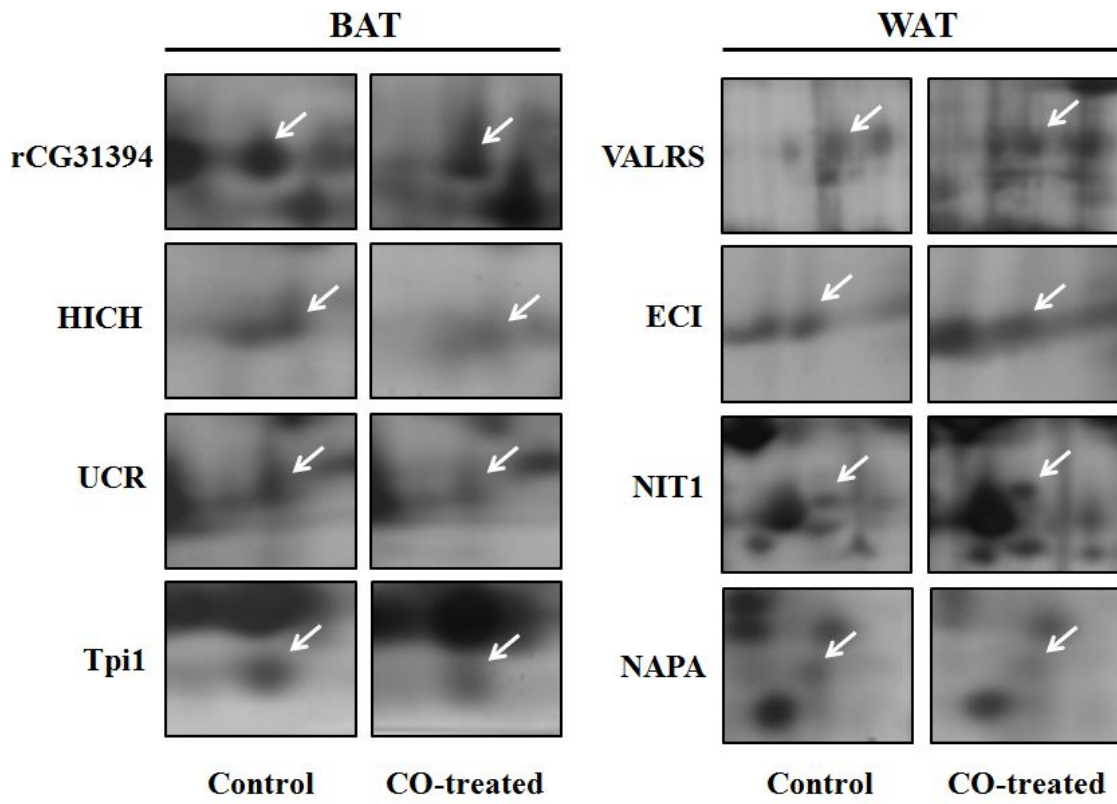 BAT
WAT
rCG31394
VALRS
HICH
ECI
UCR
NIT1
Tpi1
NAPA
Control
CO-treated
Control
CO-treated